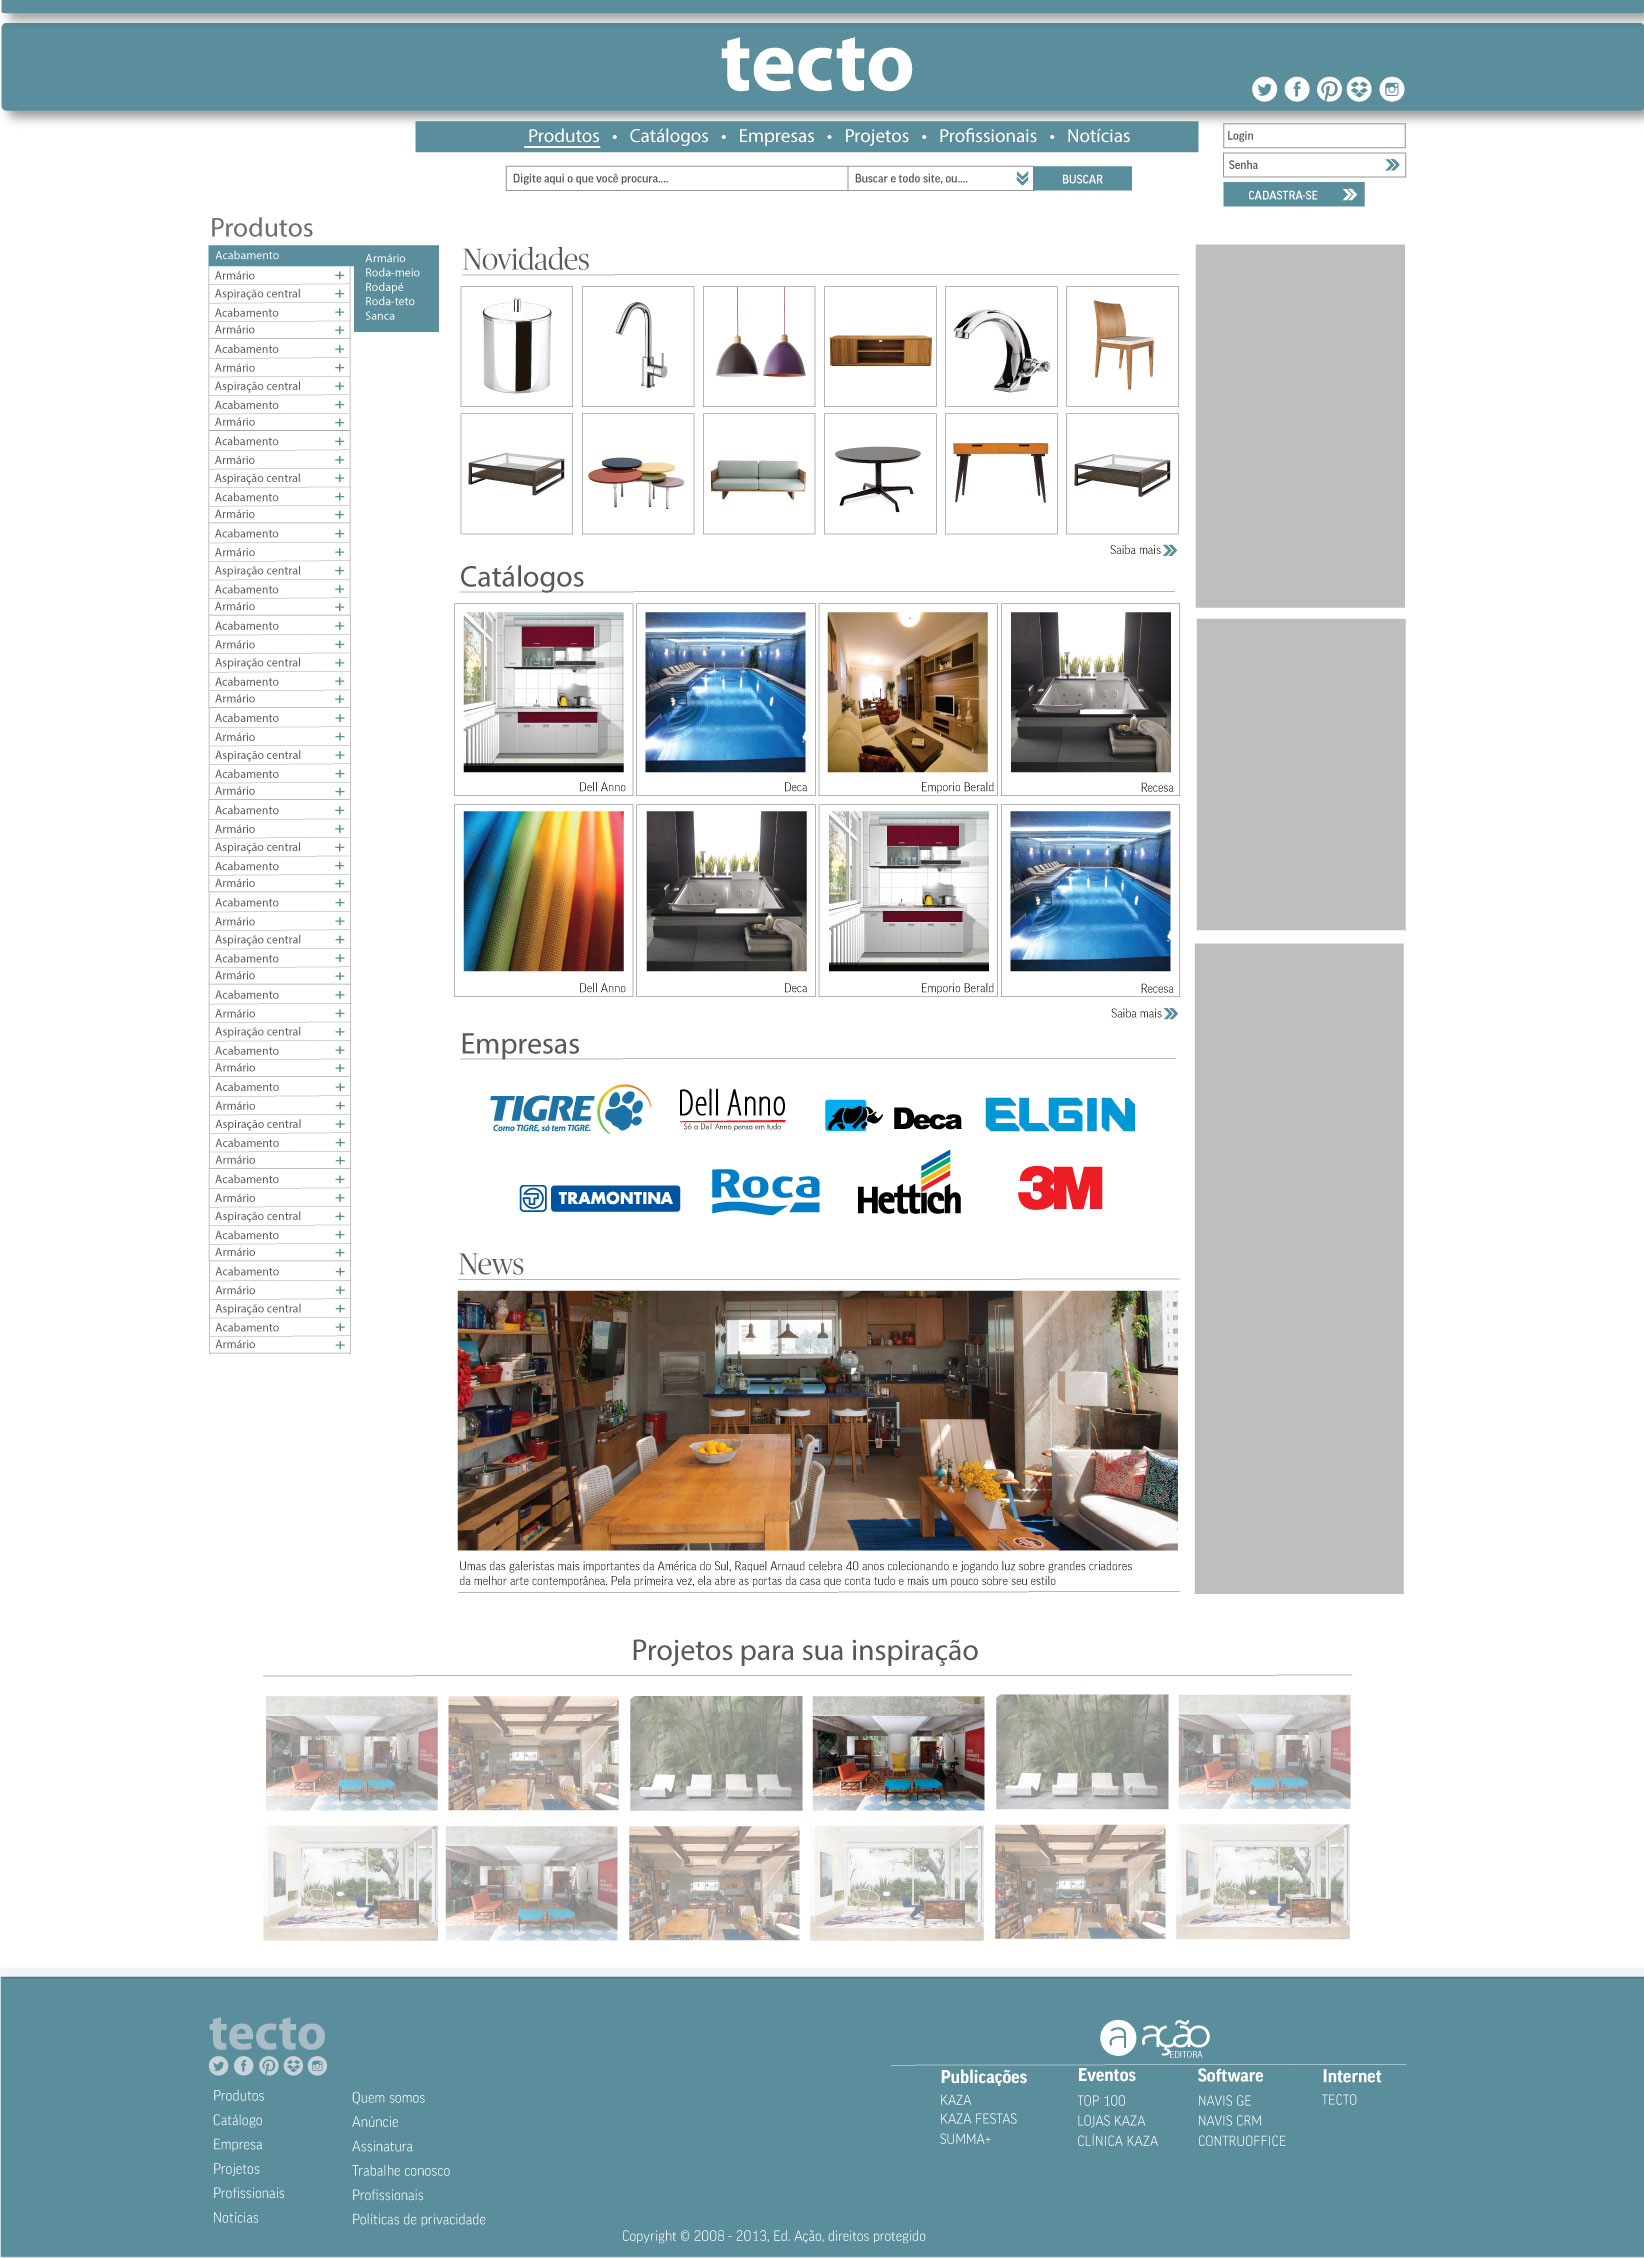 tecto
Produtos • Catálogos • Empresas • Projetos • Profissionais • Notícias
Login
Senha
CADASTRA-SE
Digite aqui o que você procura....
Buscar e todo site, ou....
BUSCAR
Produtos
Acabamento
Armário
Roda-meio
Rodapé
Roda-teto
Sanca
Armário +
Aspiração central +
Acabamento +
Armário +
Acabamento +
Armário +
Aspiração central +
Acabamento +
Armário +
Acabamento +
Armário +
Aspiração central +
Acabamento +
Armário +
Acabamento +
Armário +
Aspiração central +
Acabamento +
Armário +
Acabamento +
Armário +
Aspiração central +
Acabamento +
Armário +
Acabamento +
Armário +
Aspiração central +
Acabamento +
Armário +
Acabamento +
Armário +
Aspiração central +
Acabamento +
Armário +
Acabamento +
Armário +
Aspiração central +
Acabamento +
Armário +
Acabamento +
Armário +
Aspiração central +
Acabamento +
Armário +
Acabamento +
Armário +
Aspiração central +
Acabamento +
Armário +
Acabamento +
Armário +
Aspiração central +
Acabamento +
Armário +
Acabamento +
Armário +
Aspiração central +
Acabamento +
Armário +
Novidades
Saiba mais
Catálogos
Dell Anno
Deca
Emporio Berald
Recesa
Dell Anno
Deca
Emporio Berald
Recesa
Saiba mais
Empresas
TIGRE
Como TIGRE, só tem TIGRE.
Dell Anno
Só a Dell Anno pensa em tudo
Deca
ELGIN
TRAMONTINA
Roca
Hettich
3M
News
Umas das galeristas mais importantes da América do Sul, Raquel Arnaud celebra 40 anos colecionando e jogando luz sobre grandes criadores
da melhor arte contemporânea. Pela primeira vez, ela abre as portas da casa que conta tudo e mais um pouco sobre seu estilo
Projetos para sua inspiração
tecto
Produtos
Catálogo
Empresa
Projetos
Profissionais
Notícias
Quem somos
Anúncie
Assinatura
Trabalhe conosco
Profissionais
Políticas de privacidade
a ação
EDITORA
Publicações
KAZA
KAZA FESTAS
SUMMA+
Eventos
TOP 100
LOJAS KAZA
CLÍNICA KAZA
Software
NAVIS GE
NAVIS CRM
CONTRUOFFICE
Internet
TECTO
Copyright © 2008 - 2013, Ed. Ação, direitos protegido